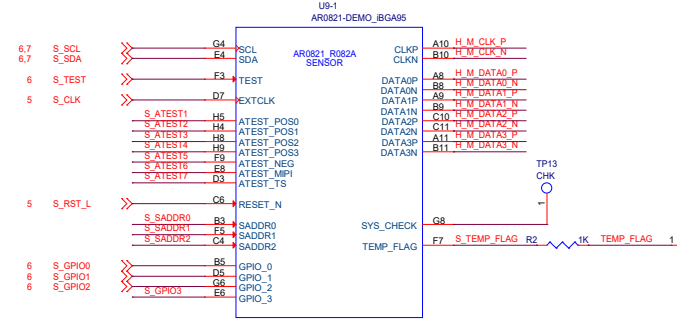 U9-1
AR0821-DEMO_iBGA95
6,7 S_SCL G4 SCL AR0821_R082A CLKP A10 H_M_CLK_P
6,7 S_SDA E4 SDA SENSOR CLKN B10 H_M_CLK_N
6 S_TEST F3 TEST DATA0P A8 H_M_DATA0_P
DATA0N B8 H_M_DATA0_N
5 S_CLK D7 EXTCLK DATA1P A9 H_M_DATA1_P
DATA1N B9 H_M_DATA1_N
S_ATEST1 H5 ATEST_POS0 DATA2P C10 H_M_DATA2_P
S_ATEST2 H4 ATEST_POS1 DATA2N C11 H_M_DATA2_N
S_ATEST3 H8 ATEST_POS2 DATA3P A11 H_M_DATA3_P
S_ATEST4 H9 ATEST_POS3 DATA3N B11 H_M_DATA3_N
S_ATEST5 F9 ATEST_NEG
S_ATEST6 E8 ATEST_MIPI TP13
S_ATEST7 D3 ATEST_TS CHK
5 S_RST_L C6 RESET_N 1
S_SADDR0 B3 SADDR0 SYS_CHECK G8
S_SADDR1 F5 SADDR1
S_SADDR2 C4 SADDR2 TEMP_FLAG F7 S_TEMP_FLAG R2 1K TEMP_FLAG 1
6 S_GPIO0 B5 GPIO_0
6 S_GPIO1 D5 GPIO_1
6 S_GPIO2 G6 GPIO_2
S_GPIO3 E6 GPIO_3